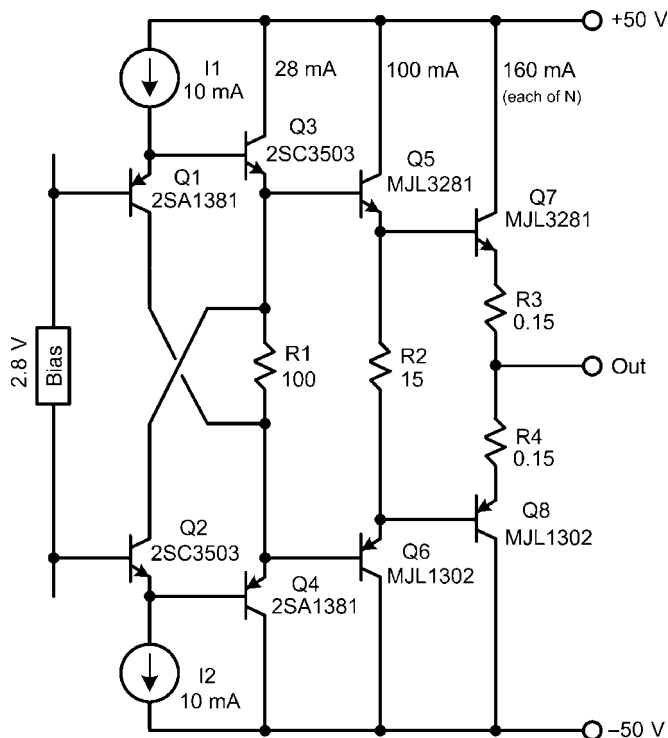 +50 V
I1
10 mA
28 mA
100 mA
160 mA
(each of N)
Q3
2SC3503
Q1
2SA1381
Q5
MJL3281
Q7
MJL3281
R3
0.15
2.8 V
Bias
R1
100
R2
15
Out
R4
0.15
Q2
2SC3503
Q8
MJL1302
Q6
MJL1302
Q4
2SA1381
I2
10 mA
–50 V